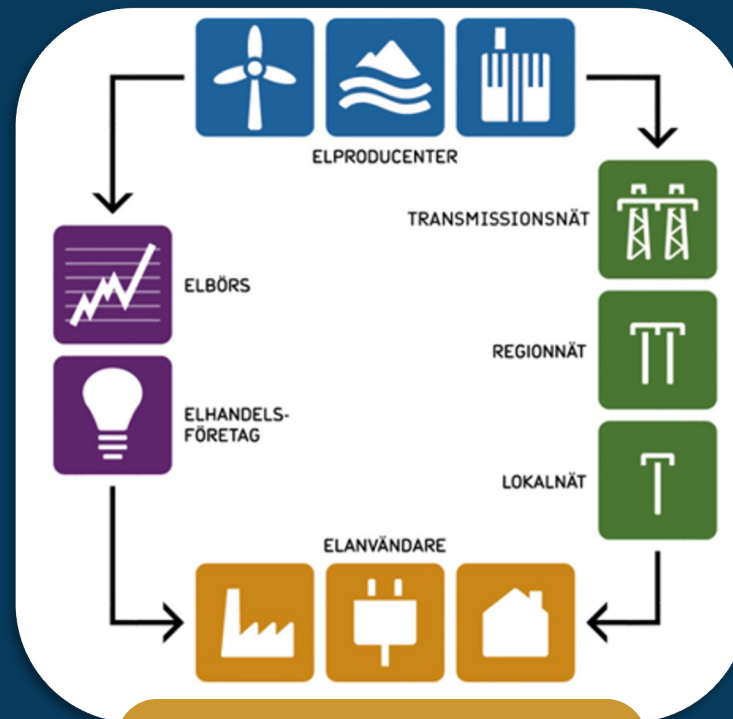 ELPRODUCENTER
TRANSMISSIONSNÄT
ELBÖRS
REGIONNÄT
ELHANDELS-
FÖRETAG
LOKALNÄT
ELANVÄNDARE